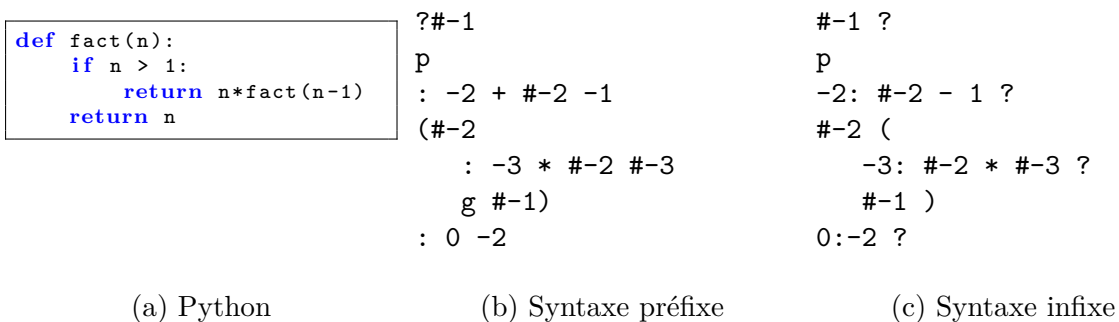 def fact(n):
    if n > 1:
        return n*fact(n-1)
    return n
(a) Python
?#-1
p
: -2 + #-2 -1
(#-2
   : -3 * #-2 #-3
   g #-1)
: 0 -2
(b) Syntaxe préfixe
#-1 ?
p
-2: #-2 - 1 ?
#-2 (
   -3: #-2 * #-3 ?
   #-1 )
0:-2 ?
(c) Syntaxe infixe